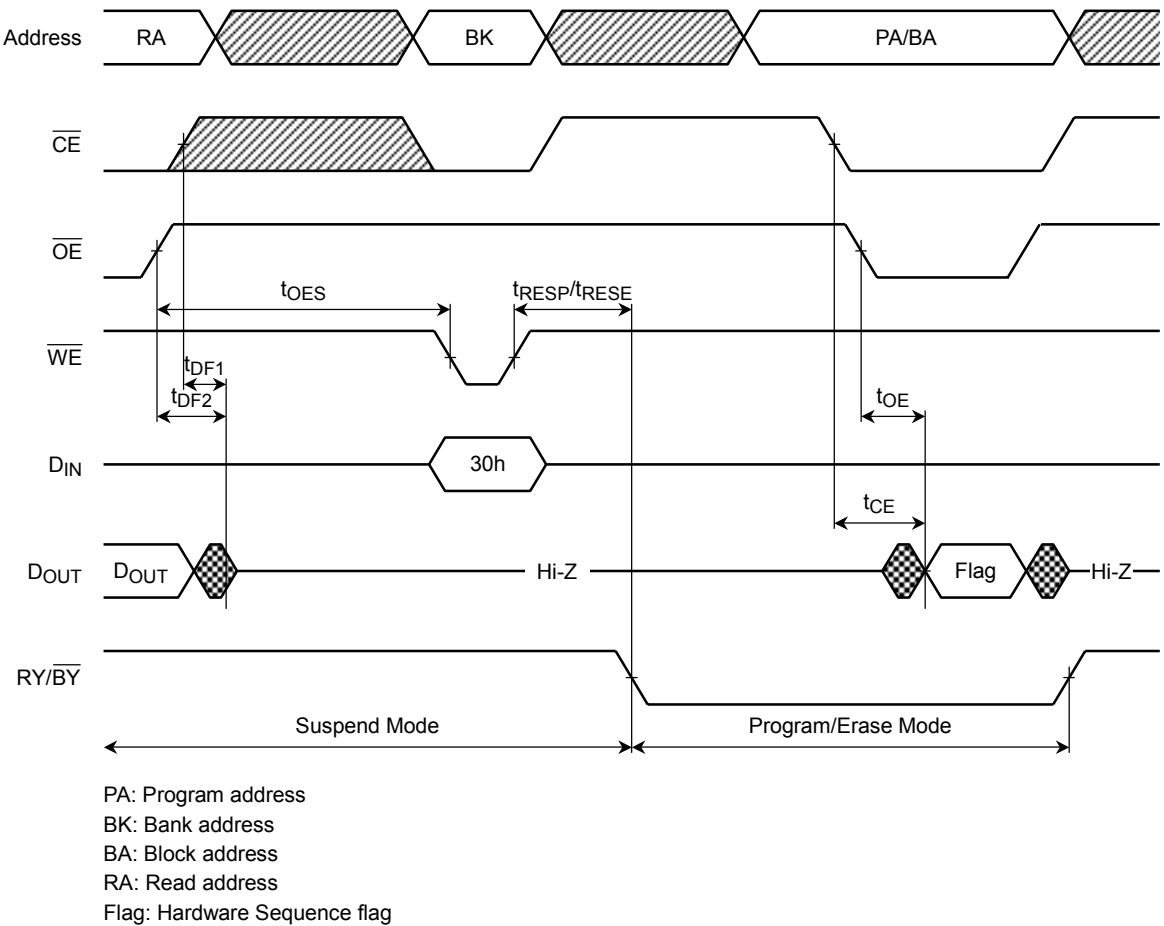 Address RA BK PA/BA
CE
OE
tOES tRESP/tRESE
WE
tDF1
tDF2 tOE
DIN 30h
tCE
DOUT DOUT Hi-Z Flag Hi-Z
RY/BY
Suspend Mode Program/Erase Mode
PA: Program address
BK: Bank address
BA: Block address
RA: Read address
Flag: Hardware Sequence flag